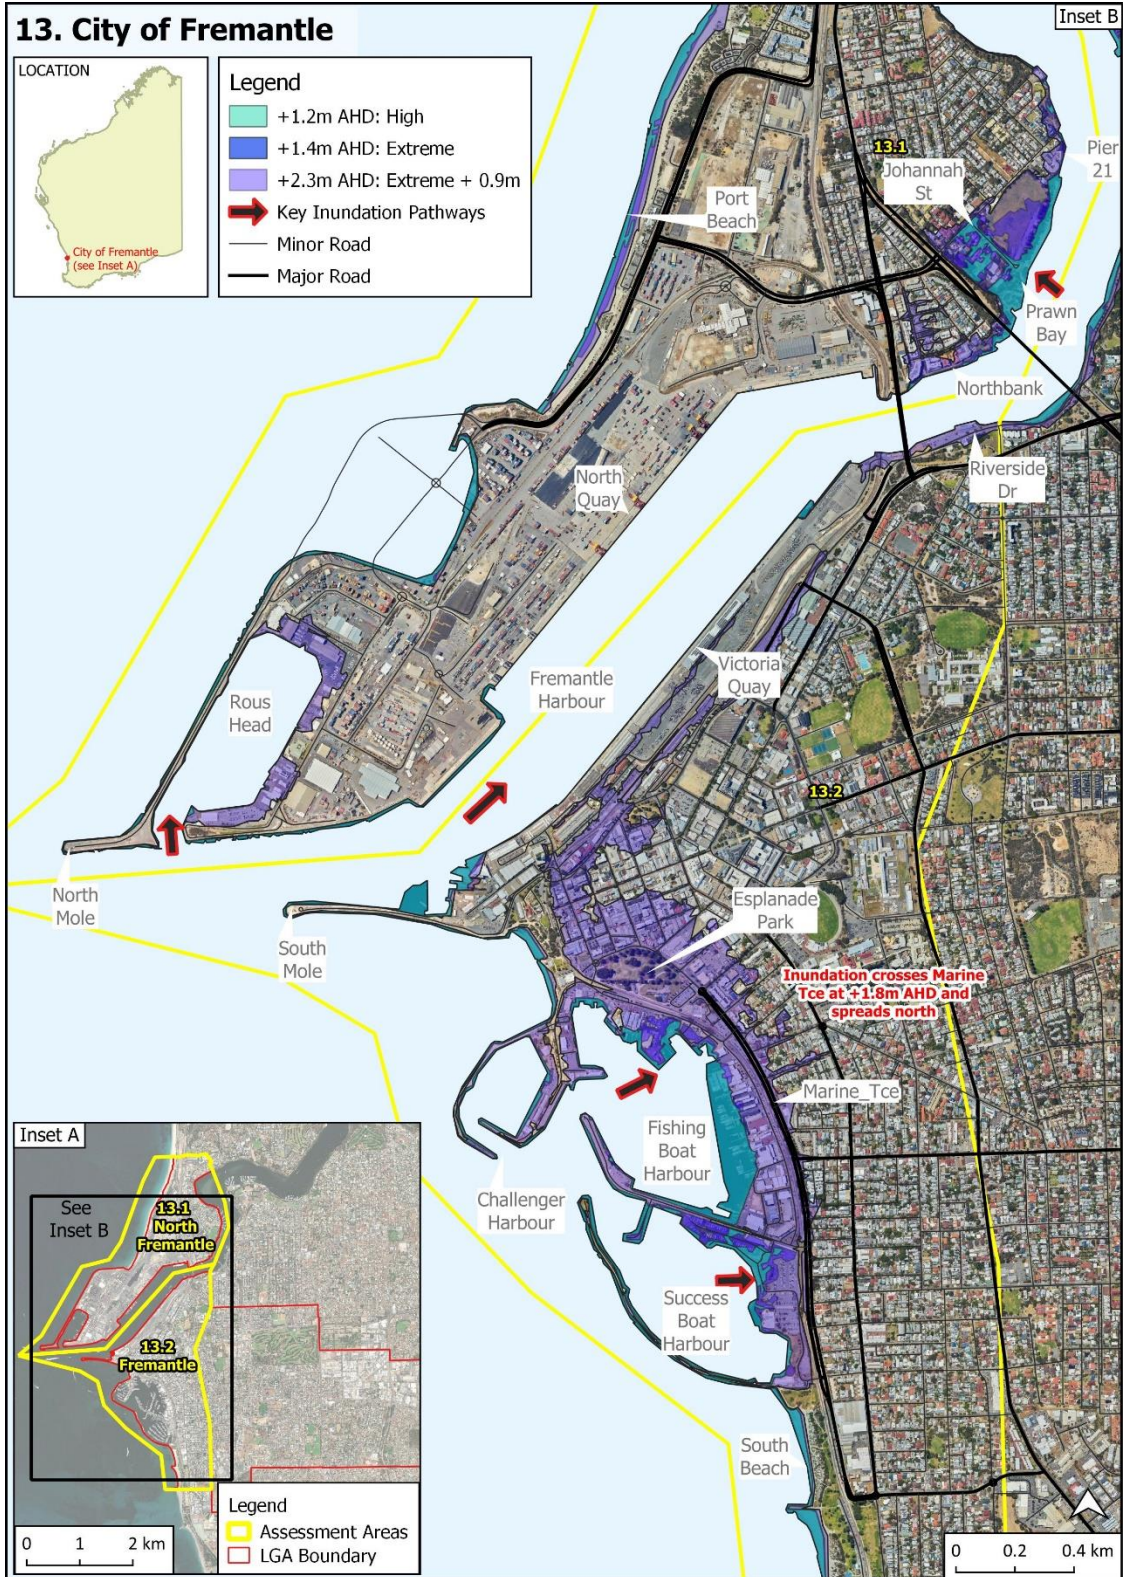 13. City of Fremantle
Inset B
LOCATION
City of Fremantle
(see Inset A)
Legend
+1.2m AHD: High
+1.4m AHD: Extreme
+2.3m AHD: Extreme + 0.9m
Key Inundation Pathways
Minor Road
Major Road
13.1
Johannah
St
Pier
21
Port
Beach
Prawn
Bay
Northbank
Riverside
Dr
North
Quay
Victoria
Quay
Fremantle
Harbour
Rous
Head
13.2
North
Mole
South
Mole
Esplanade
Park
Inundation crosses Marine
Tce at +1.8m AHD and
spreads north
Marine_Tce
Fishing
Boat
Harbour
Challenger
Harbour
Success
Boat
Harbour
South
Beach
Inset A
See
Inset B
13.1
North
Fremantle
13.2
Fremantle
Legend
Assessment Areas
LGA Boundary
0 1 2 km
0 0.2 0.4 km